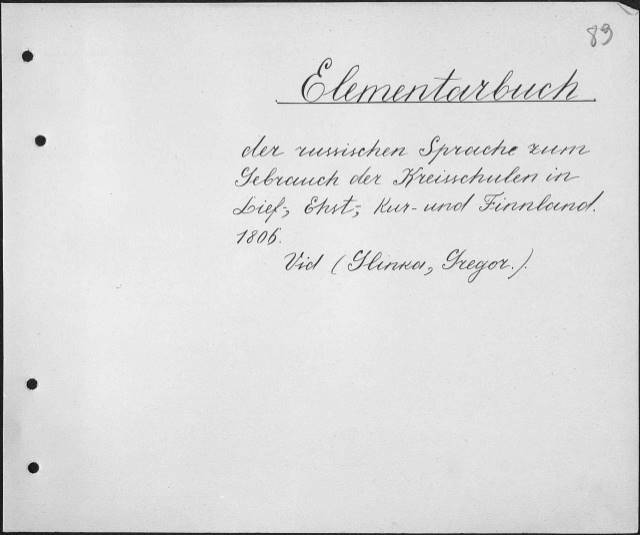 89
Elementarbuch
der russischen Sprache zum
Gebrauch der Kreisschulen in
Lief-, Ehst-, Kur- und Finnland.
1806.
Vid (Glinka, Gregor.).